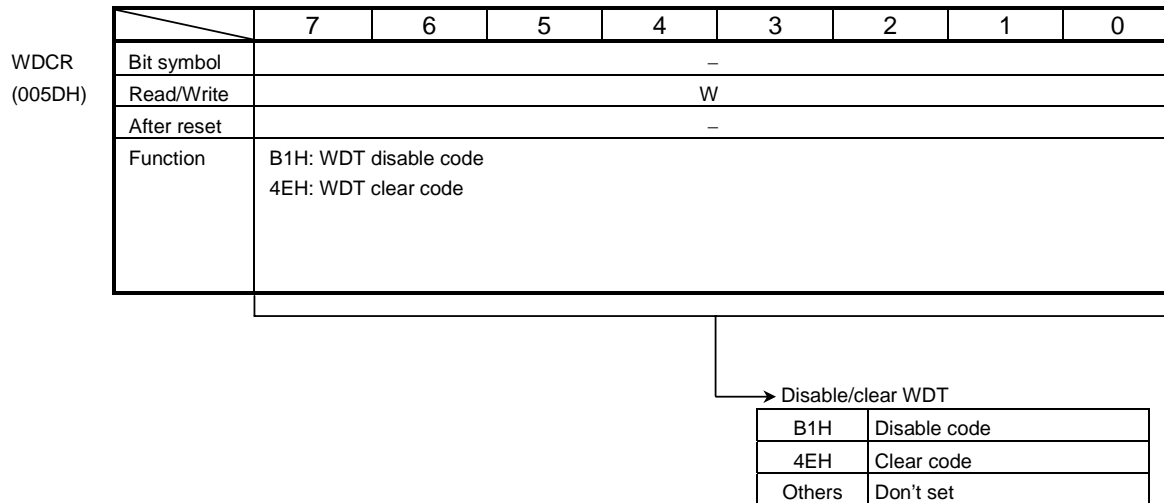 7 6 5 4 3 2 1 0
WDCR Bit symbol –
(005DH) Read/Write W
After reset –
Function B1H: WDT disable code
4EH: WDT clear code
Disable/clear WDT
B1H Disable code
4EH Clear code
Others Don’t set